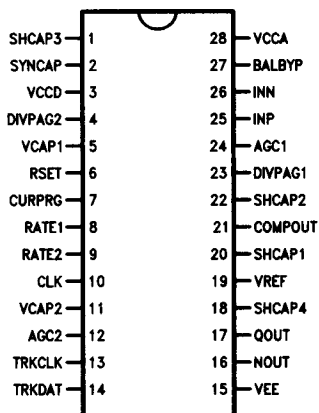 SHCAP3 1 28 VCCA
SYNCAP 2 27 BALBYP
VCCD 3 26 INN
DIVPAG2 4 25 INP
VCAP1 5 24 AGC1
RSET 6 23 DIVPAG1
CURPRG 7 22 SHCAP2
RATE1 8 21 COMPOUT
RATE2 9 20 SHCAP1
CLK 10 19 VREF
VCAP2 11 18 SHCAP4
AGC2 12 17 QOUT
TRKCLK 13 16 NOUT
TRKDAT 14 15 VEE